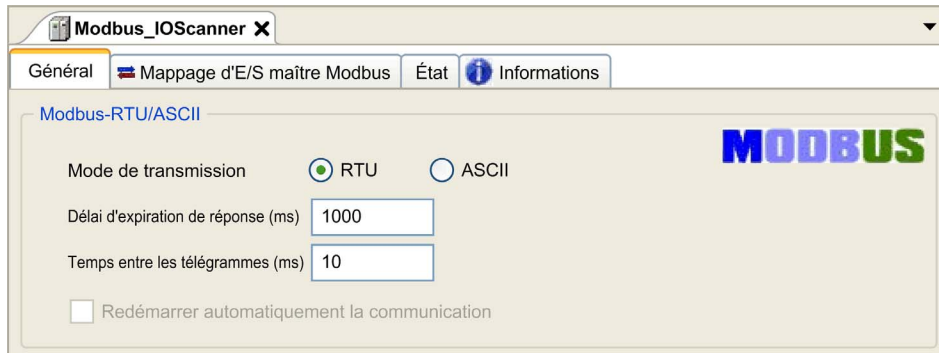 Modbus_IOScanner X
Général Mappage d'E/S maître Modbus État Informations
Modbus-RTU/ASCII
MODBUS
Mode de transmission RTU ASCII
Délai d'expiration de réponse (ms) 1000
Temps entre les télégrammes (ms) 10
Redémarrer automatiquement la communication